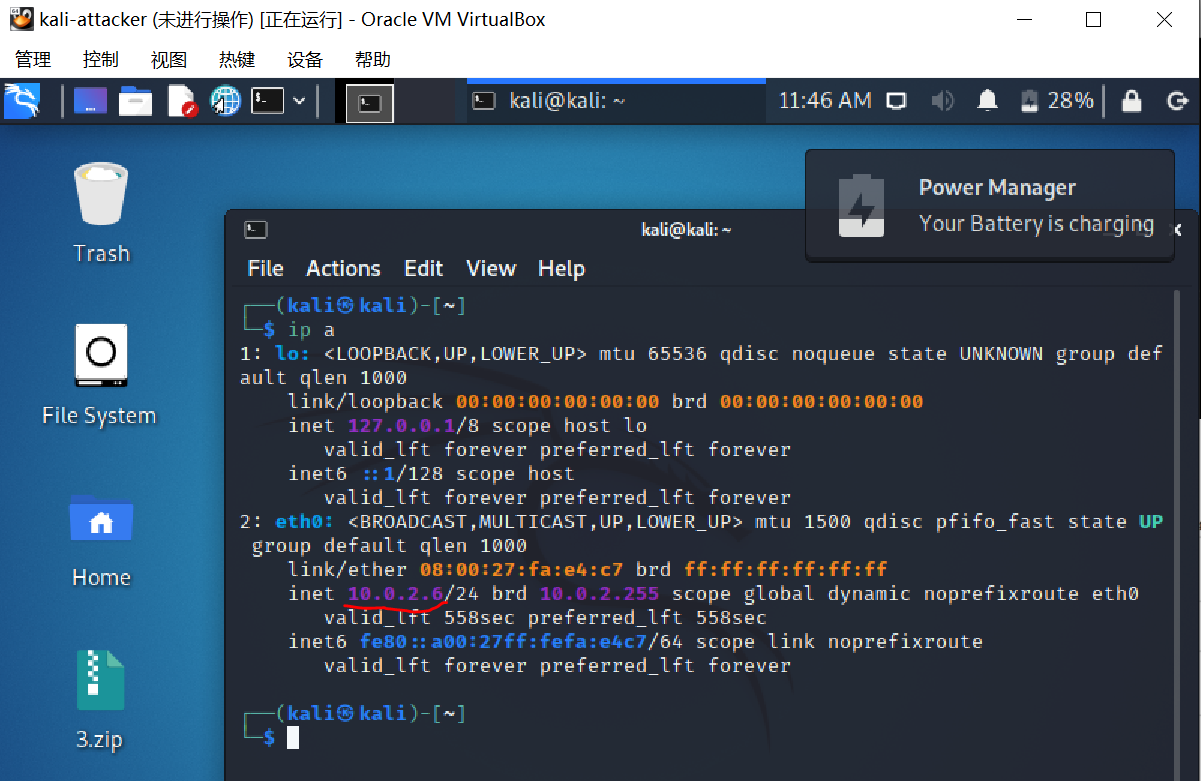 kali-attacker (未进行操作) [正在运行] - Oracle VM VirtualBox
管理 控制 视图 热键 设备 帮助
kali@kali: ~ 11:46 AM 28%
Power Manager
Your Battery is charging
Trash
File System
Home
3.zip
kali@kali: ~
File Actions Edit View Help
┌──(kali㉿kali)-[~]
└─$ ip a
1: lo: <LOOPBACK,UP,LOWER_UP> mtu 65536 qdisc noqueue state UNKNOWN group def
ault qlen 1000
    link/loopback 00:00:00:00:00:00 brd 00:00:00:00:00:00
    inet 127.0.0.1/8 scope host lo
       valid_lft forever preferred_lft forever
    inet6 ::1/128 scope host
       valid_lft forever preferred_lft forever
2: eth0: <BROADCAST,MULTICAST,UP,LOWER_UP> mtu 1500 qdisc pfifo_fast state UP
 group default qlen 1000
    link/ether 08:00:27:fa:e4:c7 brd ff:ff:ff:ff:ff:ff
    inet 10.0.2.6/24 brd 10.0.2.255 scope global dynamic noprefixroute eth0
       valid_lft 558sec preferred_lft 558sec
    inet6 fe80::a00:27ff:fefa:e4c7/64 scope link noprefixroute
       valid_lft forever preferred_lft forever
┌──(kali㉿kali)-[~]
└─$